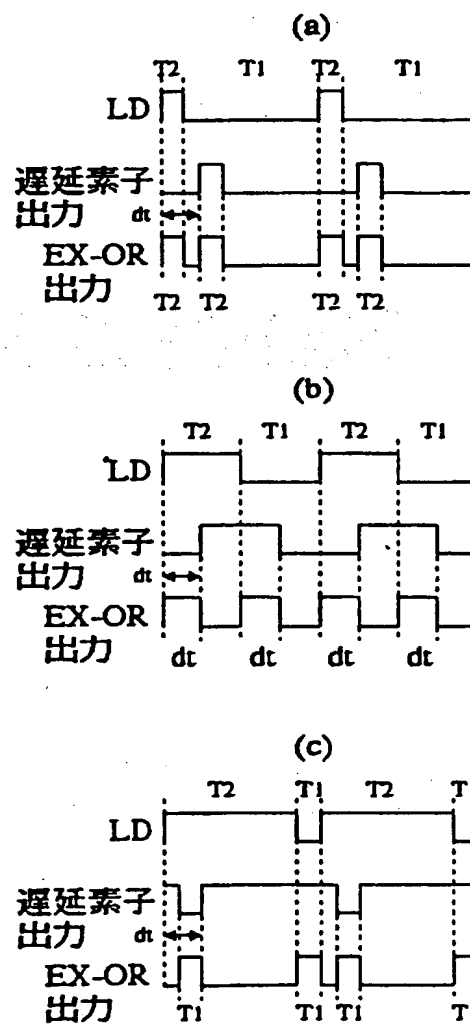 (a)
T2 T1 T2 T1
LD
遅延素子
出力 dt
EX-OR
出力 T2 T2 T2 T2
(b)
T2 T1 T2 T1
LD
遅延素子
出力 dt
EX-OR
出力 dt dt dt dt
(c)
T2 T1 T2 T
LD
遅延素子
出力 dt
EX-OR
出力 T1 T1 T1 T